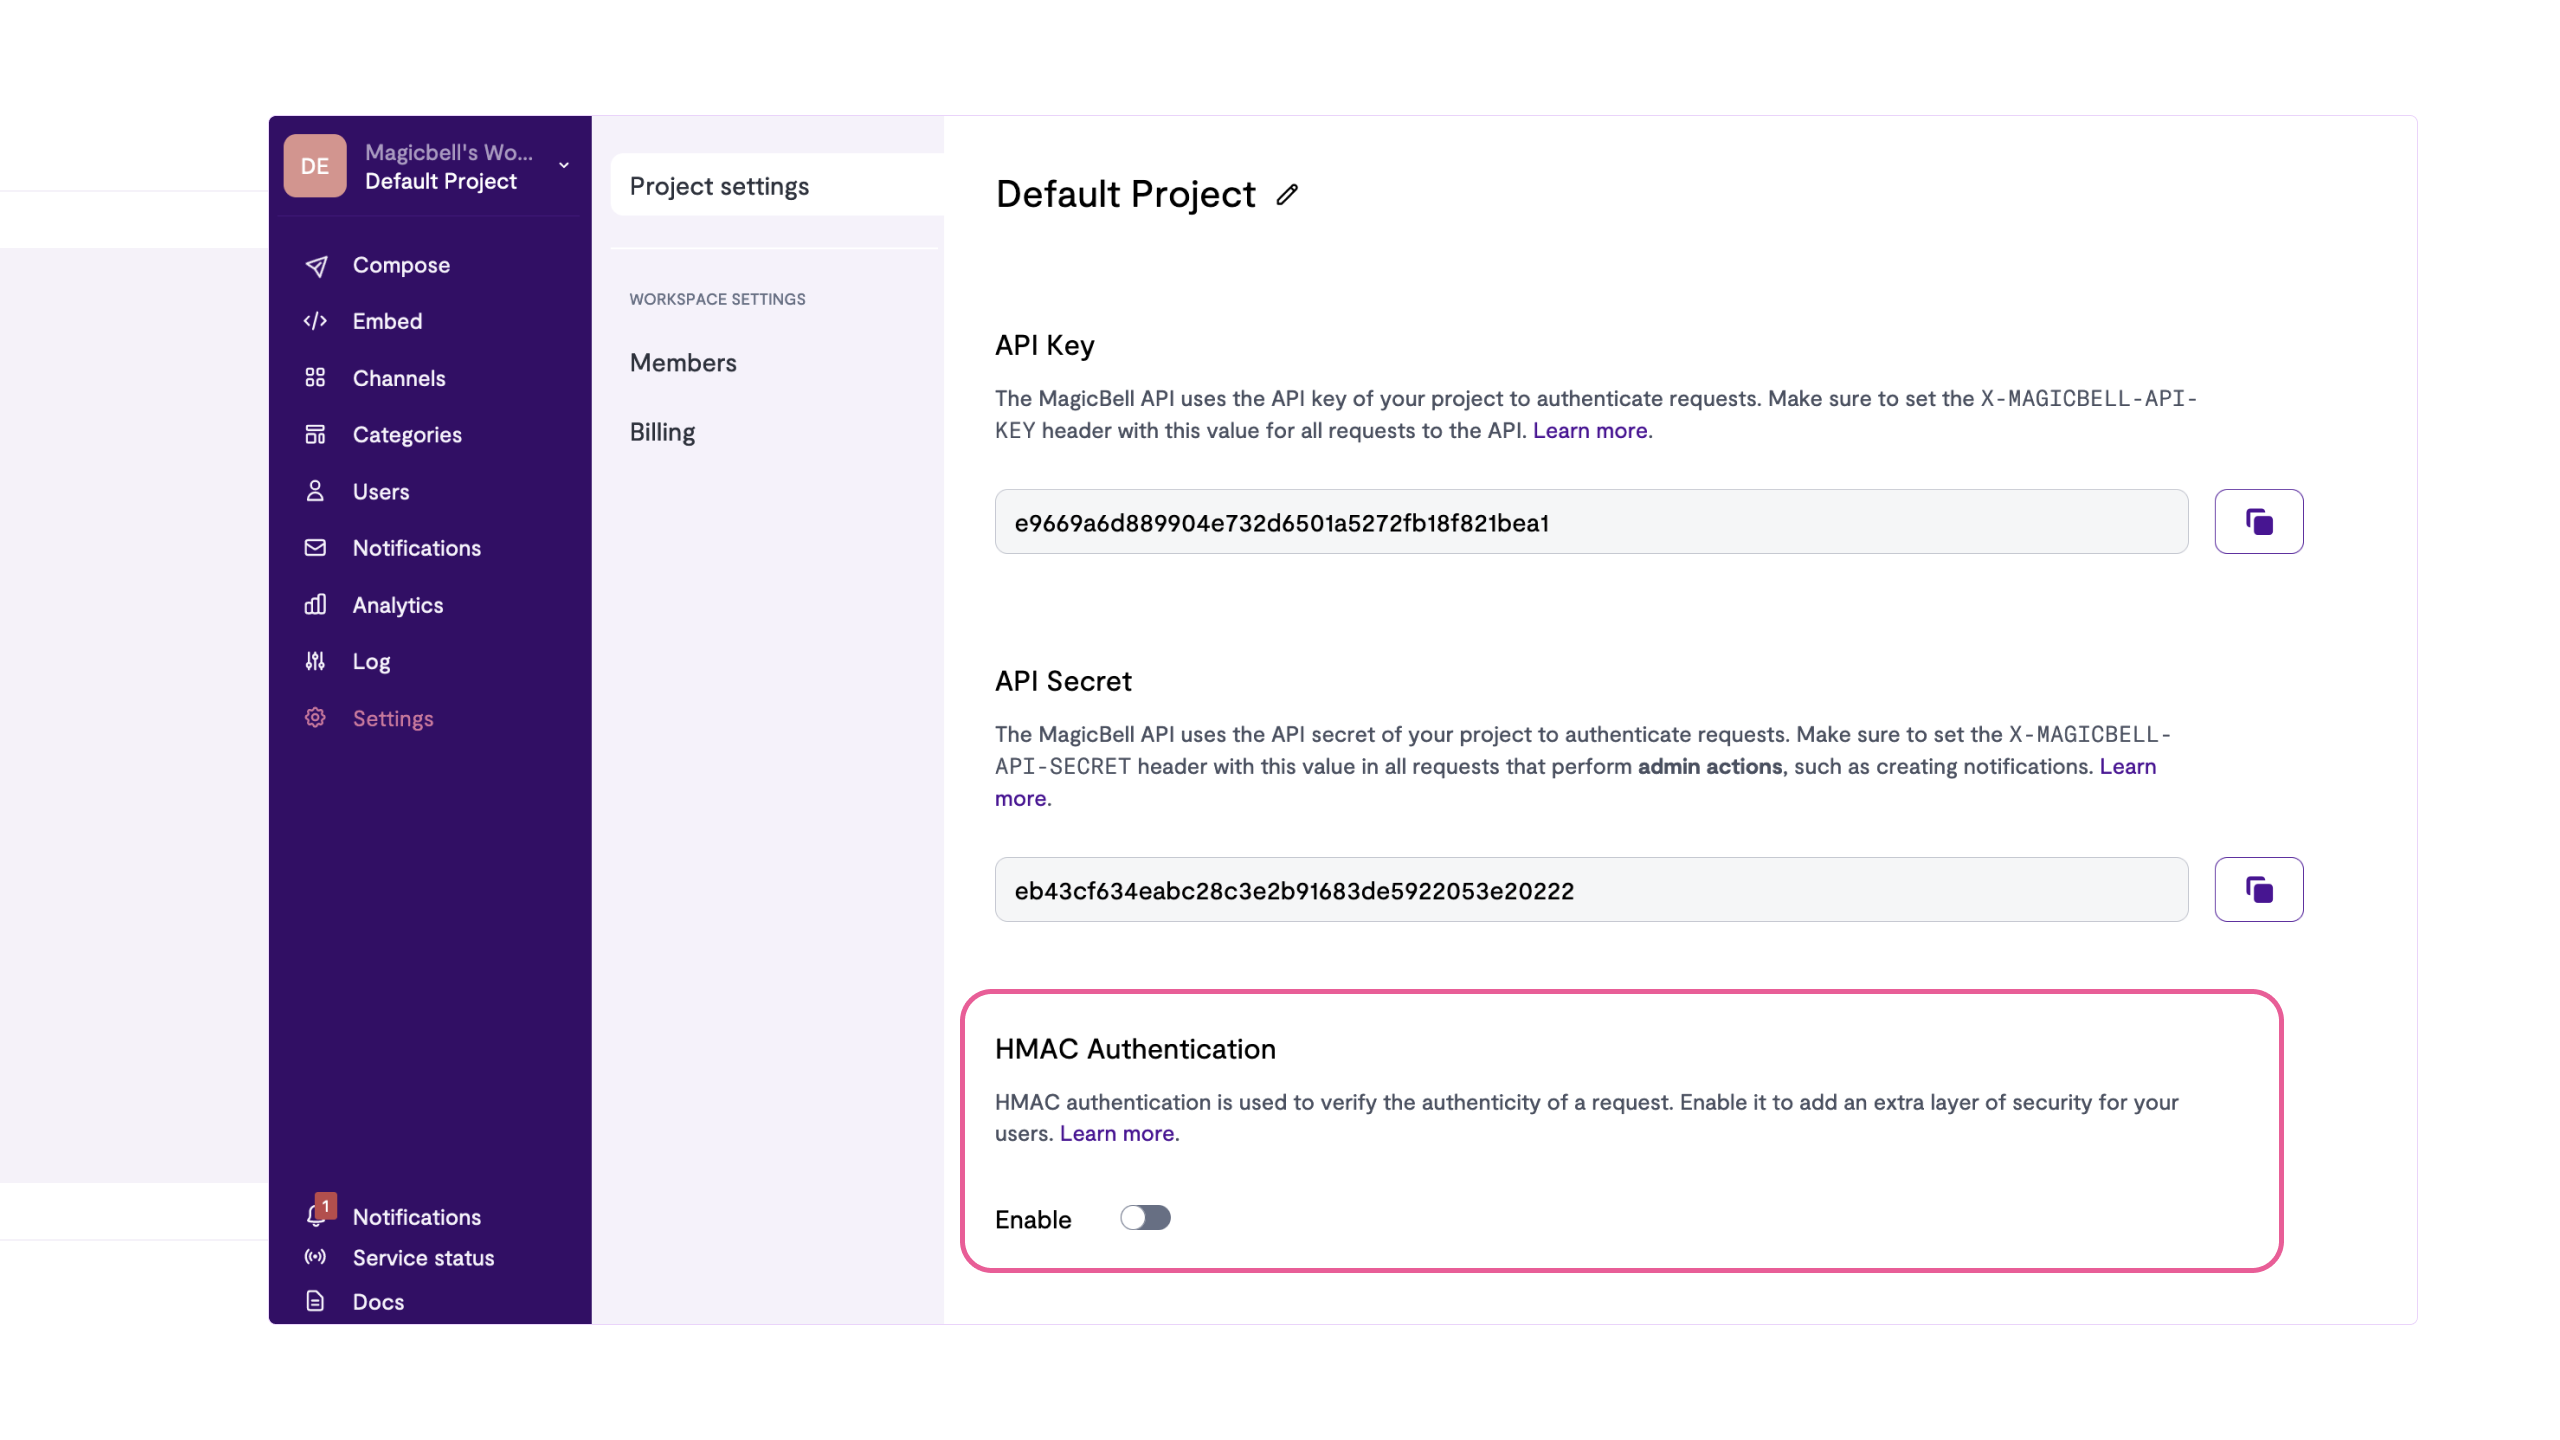 DE
Magicbell's Wo...
Default Project
Compose
Embed
Channels
Categories
Users
Notifications
Analytics
Log
Settings
1
Notifications
Service status
Docs
Project settings
WORKSPACE SETTINGS
Members
Billing
Default Project
API Key
The MagicBell API uses the API key of your project to authenticate requests. Make sure to set the X-MAGICBELL-API-
KEY header with this value for all requests to the API. Learn more.
e9669a6d889904e732d6501a5272fb18f821bea1
API Secret
The MagicBell API uses the API secret of your project to authenticate requests. Make sure to set the X-MAGICBELL-
API-SECRET header with this value in all requests that perform admin actions, such as creating notifications. Learn
more.
eb43cf634eabc28c3e2b91683de5922053e20222
HMAC Authentication
HMAC authentication is used to verify the authenticity of a request. Enable it to add an extra layer of security for your
users. Learn more.
Enable